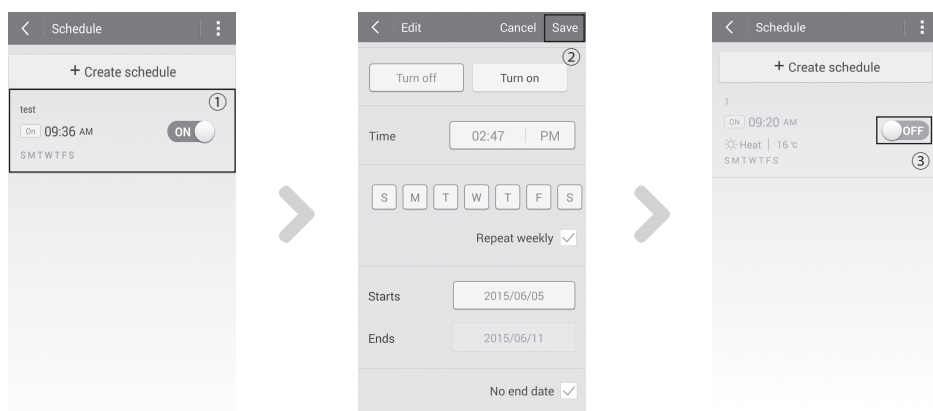 Schedule
+ Create schedule
①
test
On 09:36 AM
ON
SMTWTFS
Edit Cancel Save
②
Turn off Turn on
Time 02:47 PM
S M T W T F S
Repeat weekly
Starts 2015/06/05
Ends 2015/06/11
No end date
Schedule
+ Create schedule
1
ON 09:20 AM
OFF
Heat 16 ℃
SMTWTFS
③